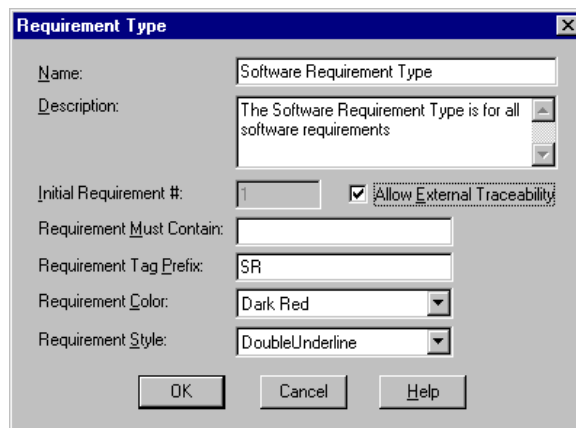 Requirement Type
Name: Software Requirement Type
Description: The Software Requirement Type is for all
software requirements
Initial Requirement #: 1 Allow External Traceability
Requirement Must Contain:
Requirement Tag Prefix: SR
Requirement Color: Dark Red
Requirement Style: DoubleUnderline
OK Cancel Help